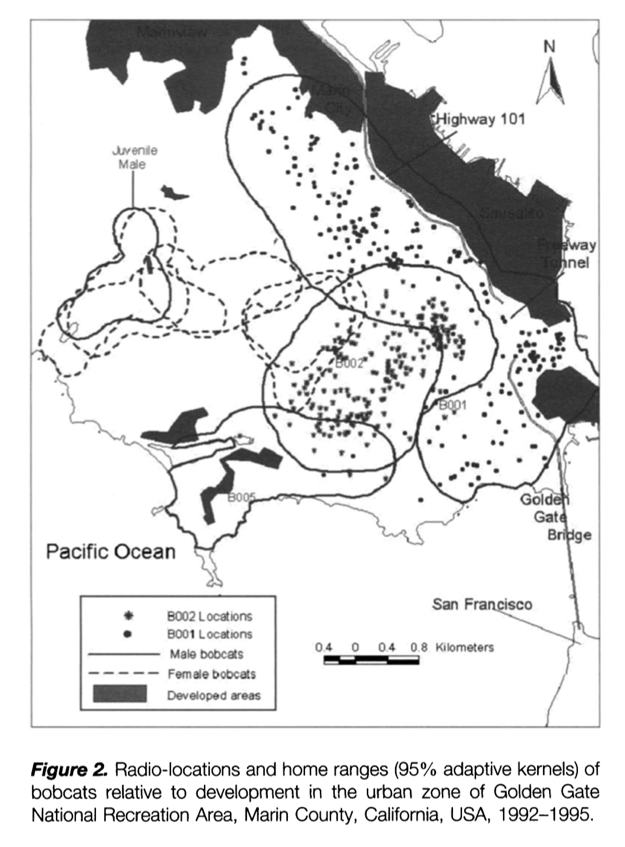 Marinview
Marin
City
N
Highway 101
Juvenile
Male
Sausalito
Freeway
Tunnel
B002
B001
B005
Golden
Gate
Bridge
Pacific Ocean
San Francisco
B002 Locations
B001 Locations
Male bobcats
Female bobcats
Developed areas
0.4 0 0.4 0.8 Kilometers
Figure 2. Radio-locations and home ranges (95% adaptive kernels) of
bobcats relative to development in the urban zone of Golden Gate
National Recreation Area, Marin County, California, USA, 1992–1995.